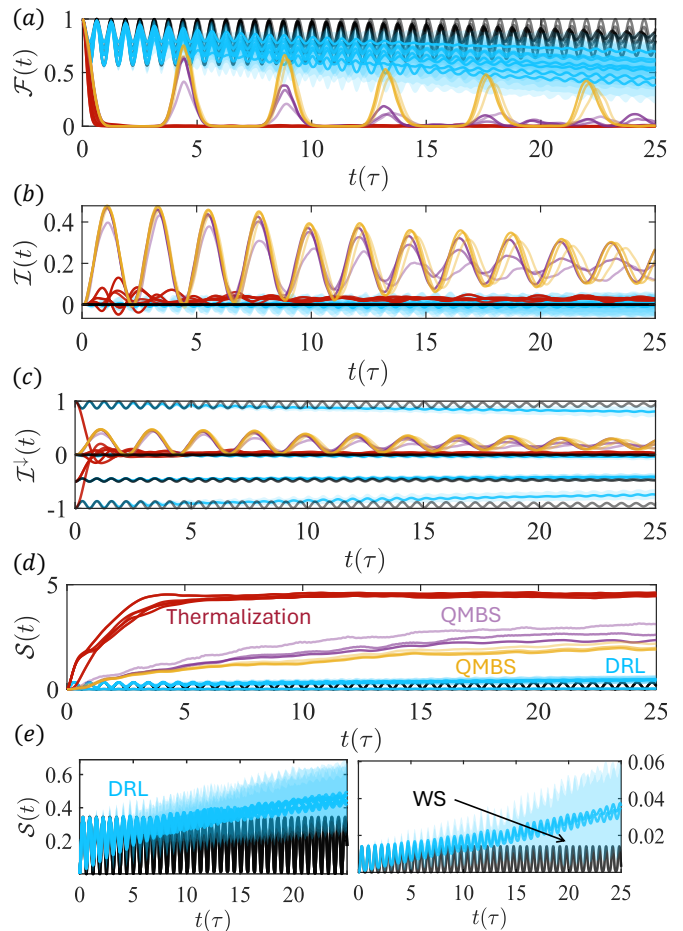 (a)
1
0.5
0
F(t)
0 5 10 15 20 25
t(τ)
(b)
0.4
0.2
0
I(t)
0 5 10 15 20 25
t(τ)
(c)
1
0
-1
I↓(t)
0 5 10 15 20 25
t(τ)
(d)
5
0
S(t)
Thermalization
QMBS
QMBS
DRL
0 5 10 15 20 25
t(τ)
(e)
0.6
0.4
0.2
S(t)
DRL
0 5 10 15 20
t(τ)
0.06
0.04
0.02
WS
0 5 10 15 20 25
t(τ)